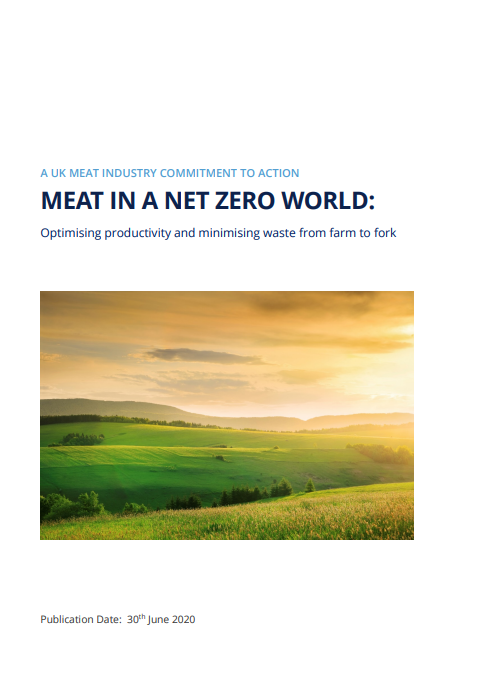 A UK MEAT INDUSTRY COMMITMENT TO ACTION
MEAT IN A NET ZERO WORLD:
Optimising productivity and minimising waste from farm to fork
Publication Date: 30th June 2020